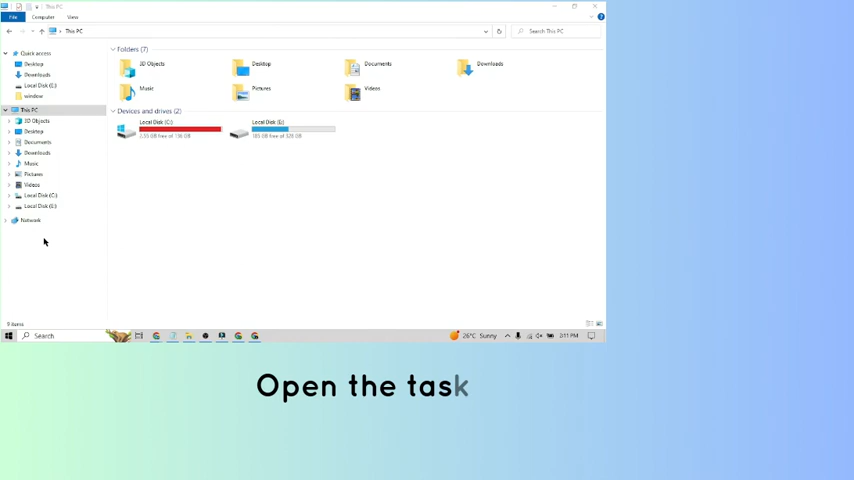 This PC
File
Computer
View
This PC
Search This PC
Quick access
Desktop
Downloads
Local Disk (E:)
window
This PC
3D Objects
Desktop
Documents
Downloads
Music
Pictures
Videos
Local Disk (C:)
Local Disk (E:)
Network
Folders (7)
3D Objects
Desktop
Documents
Downloads
Music
Pictures
Videos
Devices and drives (2)
Local Disk (C:)
Local Disk (E:)
9 items
Search
26°C Sunny
3:11 PM
Open the task